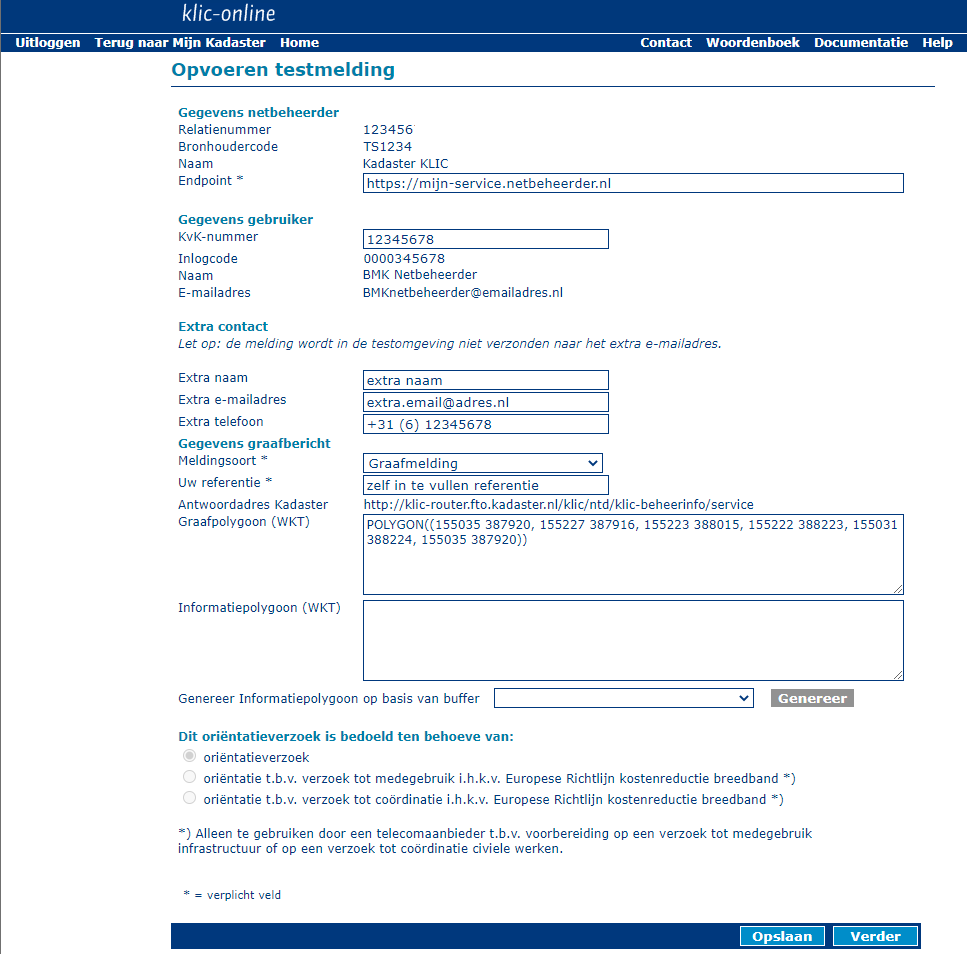 klic-online
Uitloggen Terug naar Mijn Kadaster Home Contact Woordenboek Documentatie Help
Opvoeren testmelding
Gegevens netbeheerder
Relatienummer 123456
Bronhoudercode TS1234
Naam Kadaster KLIC
Endpoint * https://mijn-service.netbeheerder.nl
Gegevens gebruiker
KvK-nummer 12345678
Inlogcode 0000345678
Naam BMK Netbeheerder
E-mailadres BMKnetbeheerder@emailadres.nl
Extra contact
Let op: de melding wordt in de testomgeving niet verzonden naar het extra e-mailadres.
Extra naam extra naam
Extra e-mailadres extra.email@adres.nl
Extra telefoon +31 (6) 12345678
Gegevens graafbericht
Meldingsoort * Graafmelding
Uw referentie * zelf in te vullen referentie
Antwoordadres Kadaster http://klic-router.fto.kadaster.nl/klic/ntd/klic-beheerinfo/service
Graafpolygoon (WKT) POLYGON((155035 387920, 155227 387916, 155223 388015, 155222 388223, 155031
388224, 155035 387920))
Informatiepolygoon (WKT)
Genereer Informatiepolygoon op basis van buffer Genereer
Dit oriëntatieverzoek is bedoeld ten behoeve van:
oriëntatieverzoek
oriëntatie t.b.v. verzoek tot medegebruik i.h.k.v. Europese Richtlijn kostenreductie breedband *)
oriëntatie t.b.v. verzoek tot coördinatie i.h.k.v. Europese Richtlijn kostenreductie breedband *)
*) Alleen te gebruiken door een telecomaanbieder t.b.v. voorbereiding op een verzoek tot medegebruik
infrastructuur of op een verzoek tot coördinatie civiele werken.
* = verplicht veld
Opslaan Verder